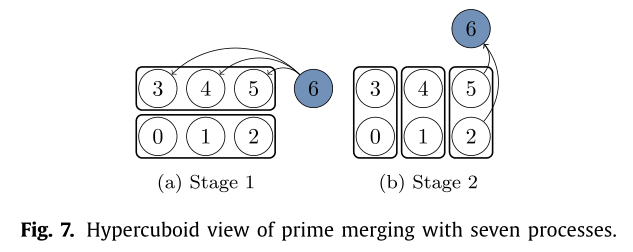 6
3 4 5 6 3 4 5
0 1 2 0 1 2
(a) Stage 1 (b) Stage 2
Fig. 7. Hypercuboid view of prime merging with seven processes.